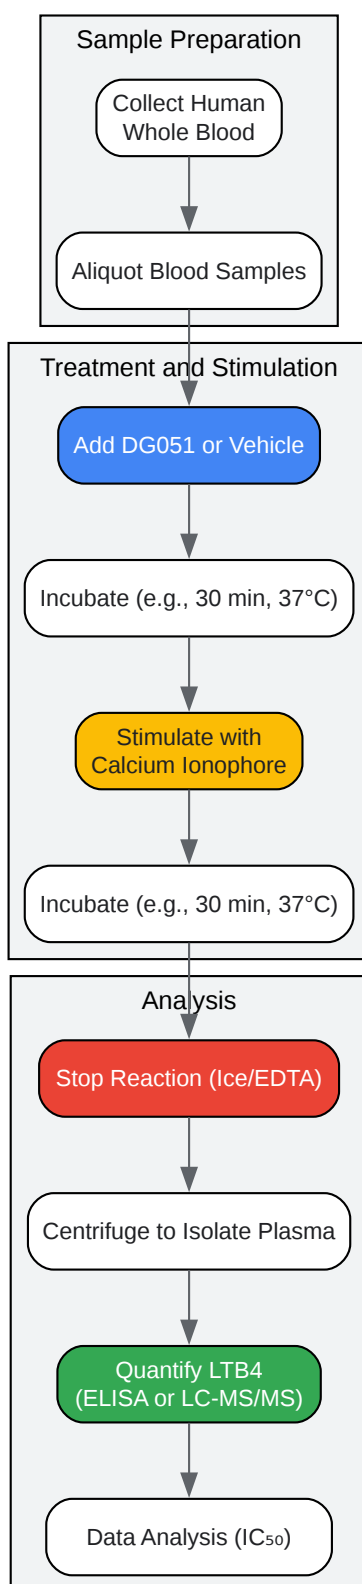 Sample Preparation
Collect Human
Whole Blood
Aliquot Blood Samples
Treatment and Stimulation
Add DG051 or Vehicle
Incubate (e.g., 30 min, 37°C)
Stimulate with
Calcium Ionophore
Incubate (e.g., 30 min, 37°C)
Analysis
Stop Reaction (Ice/EDTA)
Centrifuge to Isolate Plasma
Quantify LTB4
(ELISA or LC-MS/MS)
Data Analysis (IC₅₀)